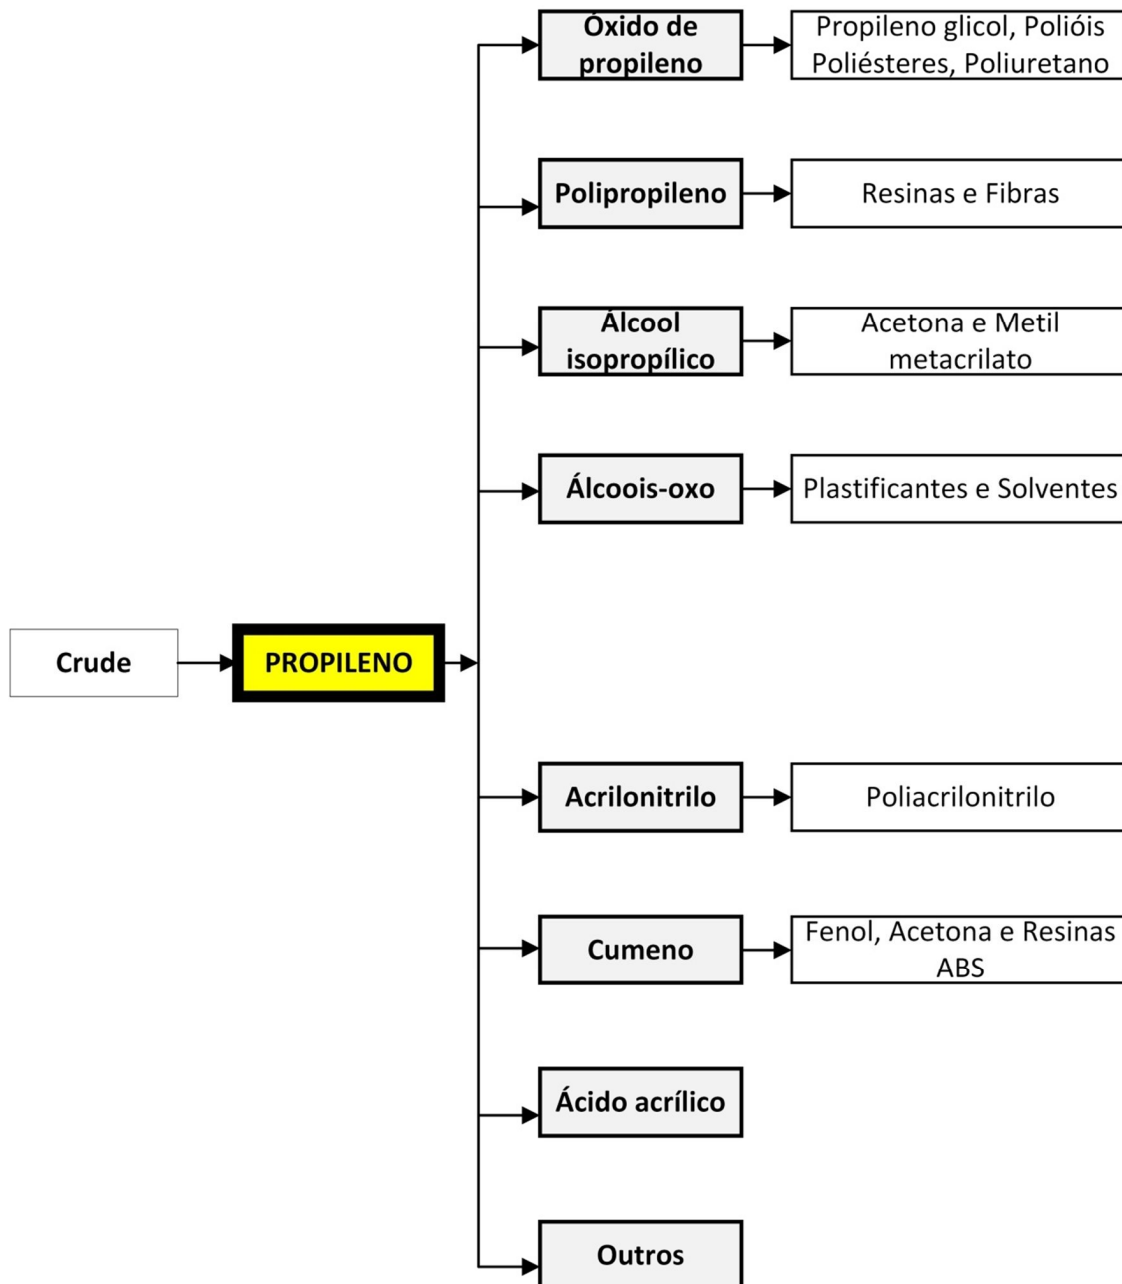 Óxido de
propileno
Propileno glicol, Polióis
Poliésteres, Poliuretano
Polipropileno
Resinas e Fibras
Álcool
isopropílico
Acetona e Metil
metacrilato
Álcoois-oxo
Plastificantes e Solventes
Crude
PROPILENO
Acrilonitrilo
Poliacrilonitrilo
Cumeno
Fenol, Acetona e Resinas
ABS
Ácido acrílico
Outros